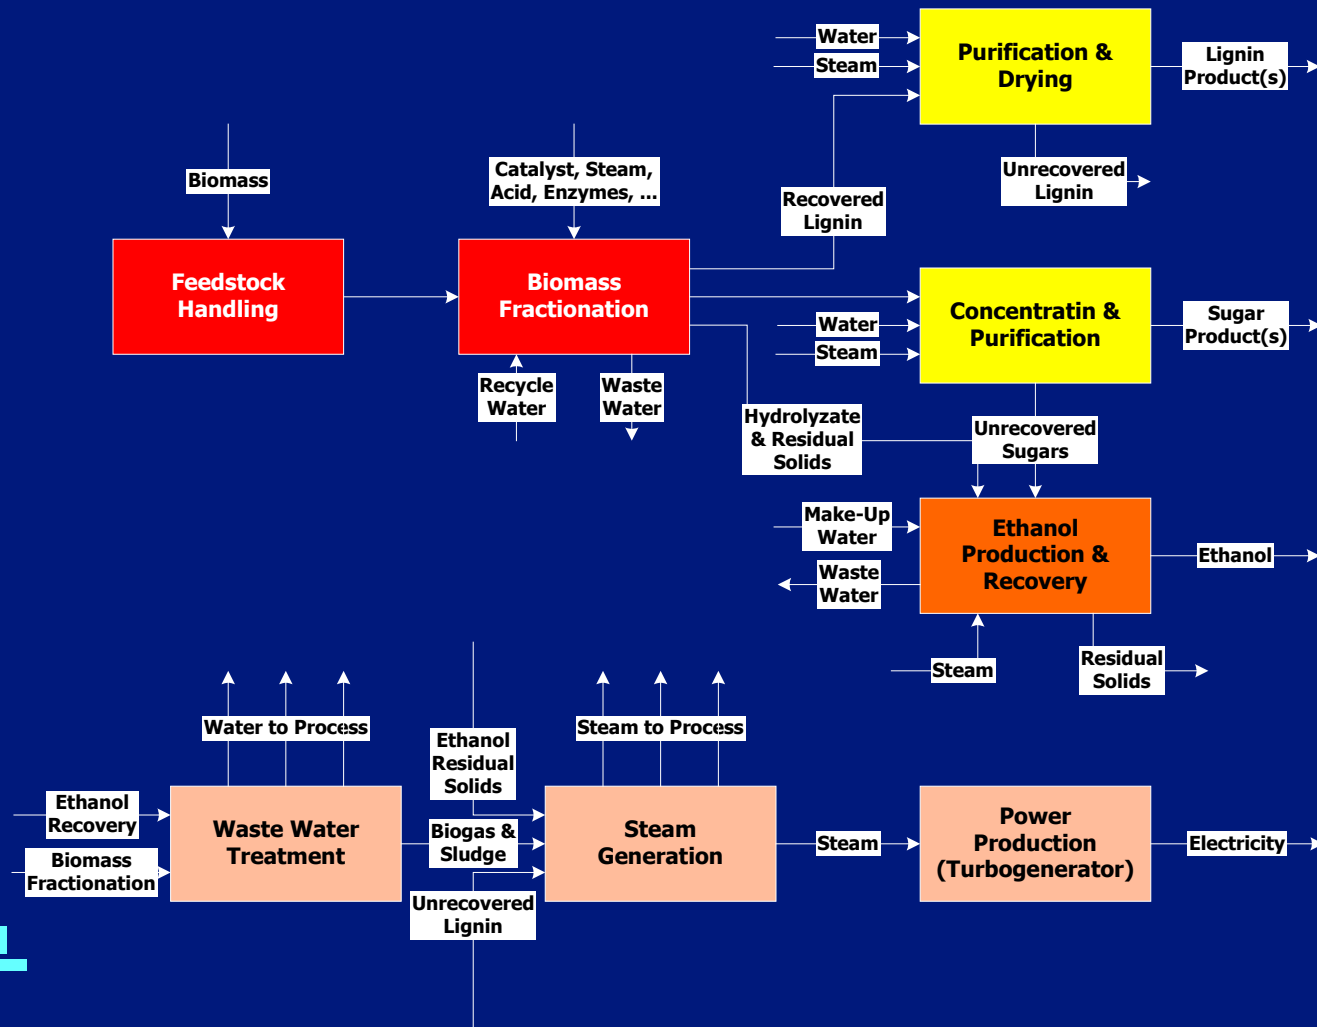 Water
Steam
Purification &
Drying
Lignin
Product(s)
Unrecovered
Lignin
Biomass
Catalyst, Steam,
Acid, Enzymes, ...
Recovered
Lignin
Feedstock
Handling
Biomass
Fractionation
Water
Steam
Concentratin &
Purification
Sugar
Product(s)
Recycle
Water
Waste
Water
Hydrolyzate
& Residual
Solids
Unrecovered
Sugars
Make-Up
Water
Waste
Water
Ethanol
Production &
Recovery
Ethanol
Steam
Residual
Solids
Water to Process
Ethanol
Residual
Solids
Steam to Process
Ethanol
Recovery
Biomass
Fractionation
Waste Water
Treatment
Biogas &
Sludge
Unrecovered
Lignin
Steam
Generation
Steam
Power
Production
(Turbogenerator)
Electricity